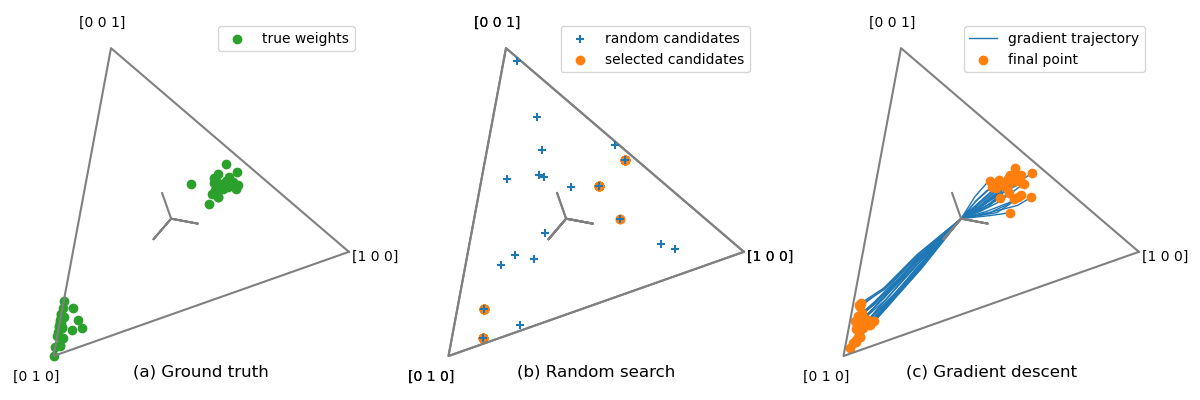 [0 0 1]
true weights
[1 0 0]
[0 1 0]
(a) Ground truth
[0 0 1]
random candidates
selected candidates
[1 0 0]
[0 1 0]
(b) Random search
[0 0 1]
gradient trajectory
final point
[1 0 0]
[0 1 0]
(c) Gradient descent